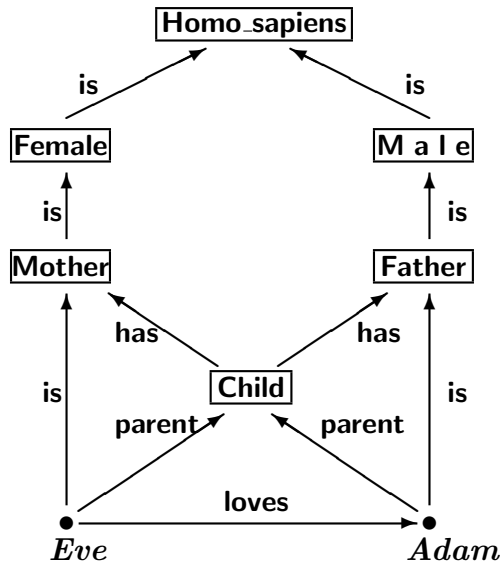 Homo_sapiens
is is
Female M a l e
is is
Mother Father
has has
is Child is
parent parent
loves
Eve Adam